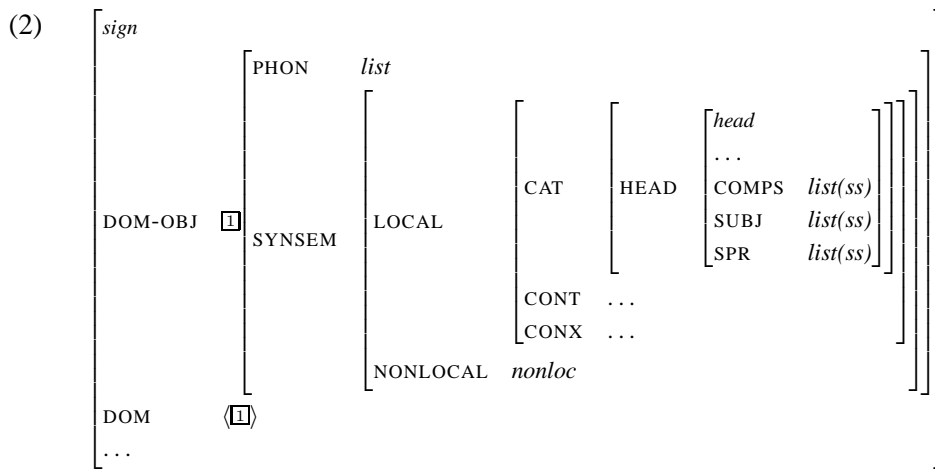 (2) sign
PHON list
head
...
CAT HEAD COMPS list(ss)
DOM-OBJ 1 LOCAL SUBJ list(ss)
SYNSEM SPR list(ss)
CONT ...
CONX ...
NONLOCAL nonloc
DOM ⟨1⟩
...